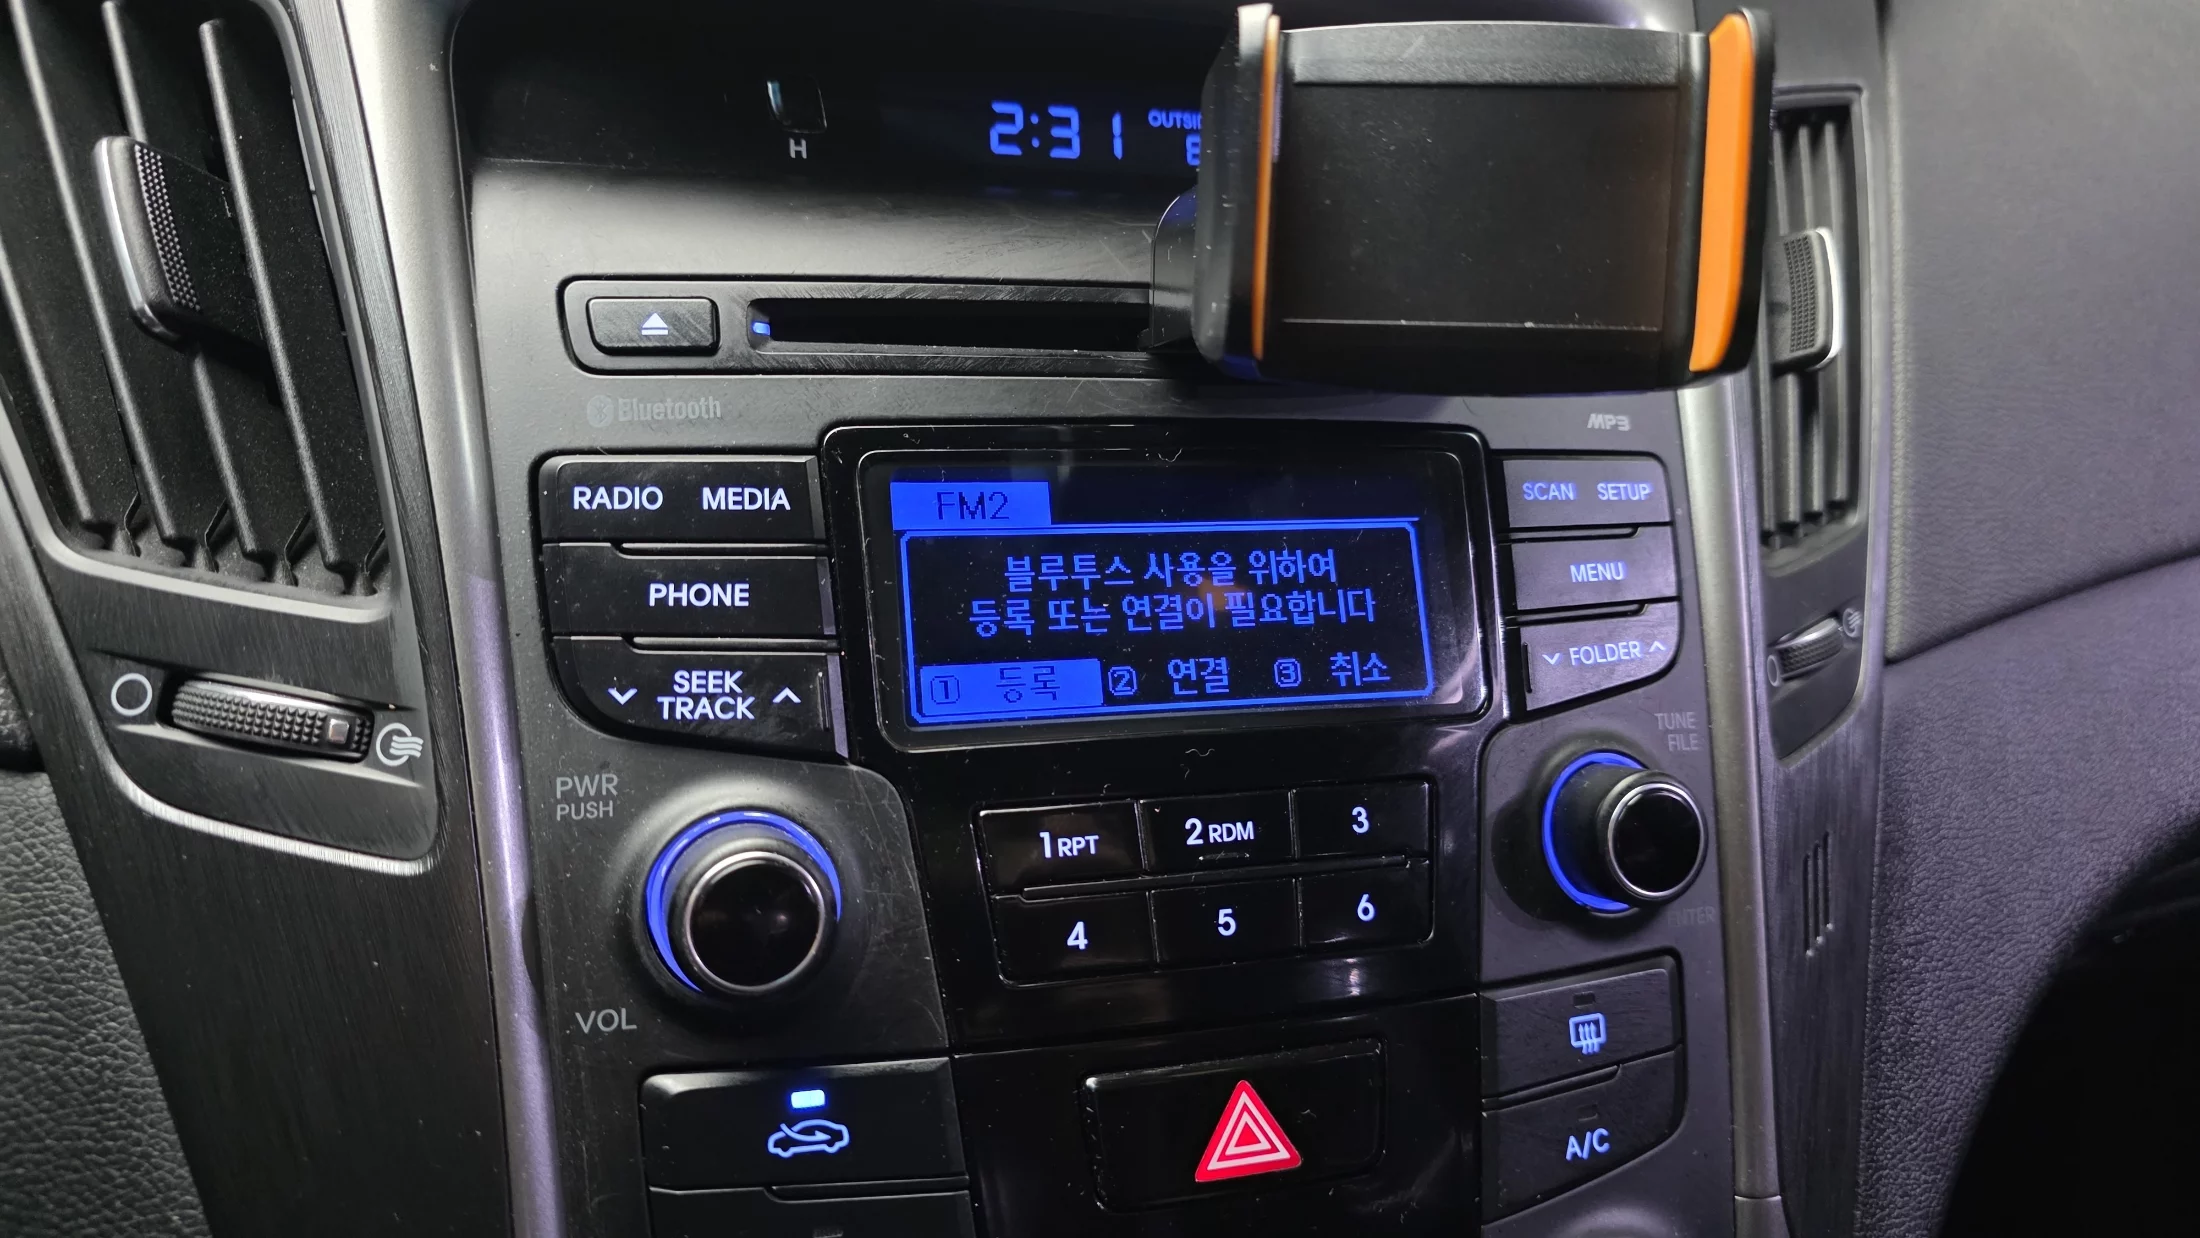 H
2:31
Bluetooth
MP3
RADIO MEDIA
SCAN SETUP
FM2
블루투스 사용을 위하여
등록 또는 연결이 필요합니다
① 등록 ② 연결 ③ 취소
PHONE
MENU
SEEK
TRACK
FOLDER
TUNE
FILE
PWR
PUSH
1 RPT 2 RDM 3
4 5 6
ENTER
VOL
A/C